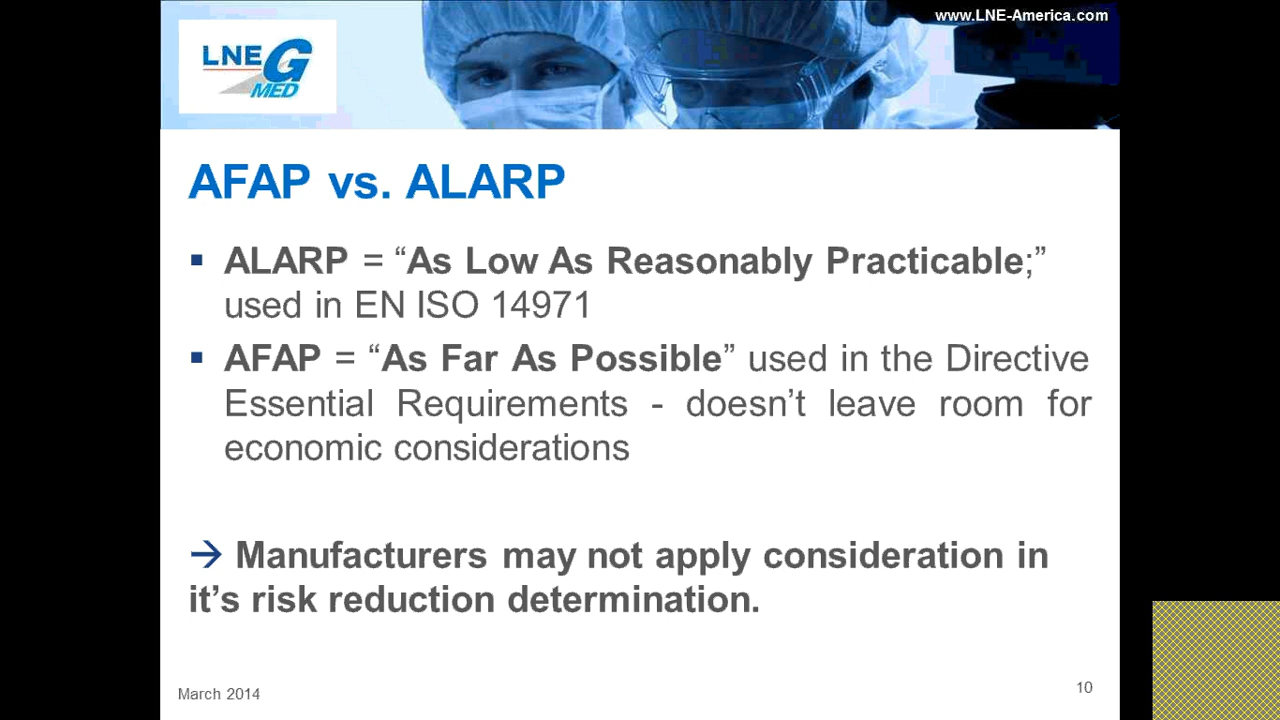 www.LNE-America.com
LNE G
MED
AFAP vs. ALARP
▪ ALARP = “As Low As Reasonably Practicable;”
used in EN ISO 14971
▪ AFAP = “As Far As Possible” used in the Directive
Essential Requirements - doesn’t leave room for
economic considerations
→ Manufacturers may not apply consideration in
it’s risk reduction determination.
March 2014
10